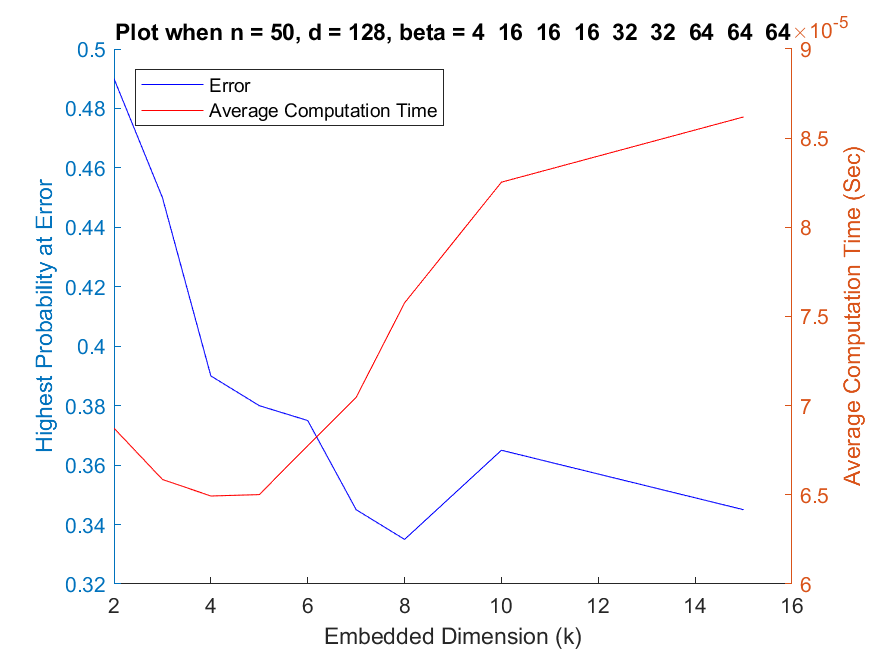 Plot when n = 50, d = 128, beta = 4 16 16 16 32 32 64 64 64
×10-5
Error
Average Computation Time
0.5
0.48
0.46
0.44
0.42
0.4
0.38
0.36
0.34
0.32
Highest Probability at Error
9
8.5
8
7.5
7
6.5
6
Average Computation Time (Sec)
2 4 6 8 10 12 14 16
Embedded Dimension (k)